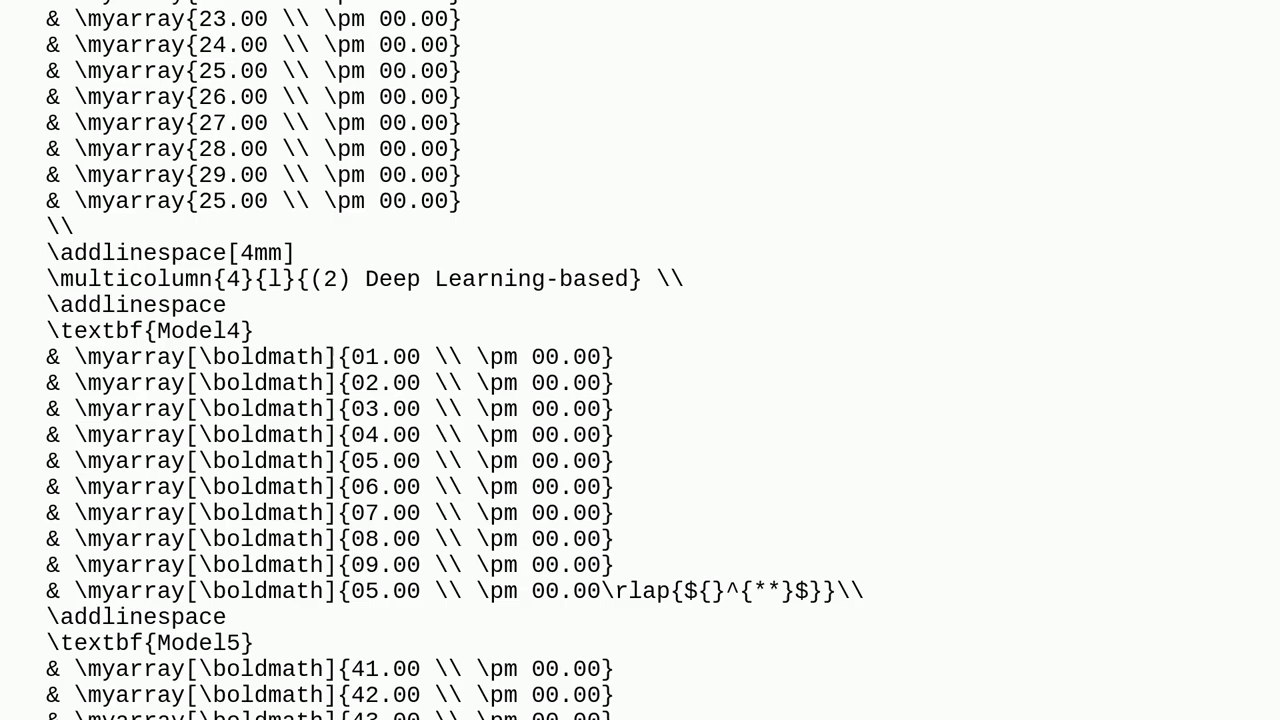 & \myarray{23.00 \\ \pm 00.00}
& \myarray{24.00 \\ \pm 00.00}
& \myarray{25.00 \\ \pm 00.00}
& \myarray{26.00 \\ \pm 00.00}
& \myarray{27.00 \\ \pm 00.00}
& \myarray{28.00 \\ \pm 00.00}
& \myarray{29.00 \\ \pm 00.00}
& \myarray{25.00 \\ \pm 00.00}
\\
\addlinespace[4mm]
\multicolumn{4}{l}{(2) Deep Learning-based} \\
\addlinespace
\textbf{Model4}
& \myarray[\boldmath]{01.00 \\ \pm 00.00}
& \myarray[\boldmath]{02.00 \\ \pm 00.00}
& \myarray[\boldmath]{03.00 \\ \pm 00.00}
& \myarray[\boldmath]{04.00 \\ \pm 00.00}
& \myarray[\boldmath]{05.00 \\ \pm 00.00}
& \myarray[\boldmath]{06.00 \\ \pm 00.00}
& \myarray[\boldmath]{07.00 \\ \pm 00.00}
& \myarray[\boldmath]{08.00 \\ \pm 00.00}
& \myarray[\boldmath]{09.00 \\ \pm 00.00}
& \myarray[\boldmath]{05.00 \\ \pm 00.00\rlap{${}^{**}$}}\\
\addlinespace
\textbf{Model5}
& \myarray[\boldmath]{41.00 \\ \pm 00.00}
& \myarray[\boldmath]{42.00 \\ \pm 00.00}
& \myarray[\boldmath]{43.00 \\ \pm 00.00}